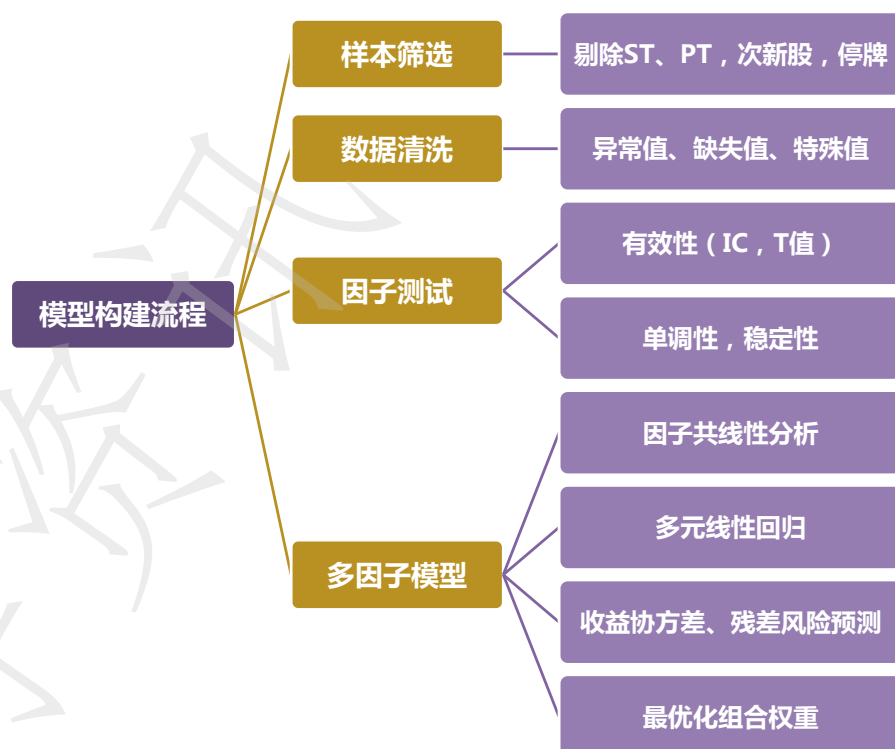 模型构建流程
样本筛选
剔除ST、PT，次新股，停牌
数据清洗
异常值、缺失值、特殊值
因子测试
有效性（IC，T值）
单调性，稳定性
多因子模型
因子共线性分析
多元线性回归
收益协方差、残差风险预测
最优化组合权重
资讯